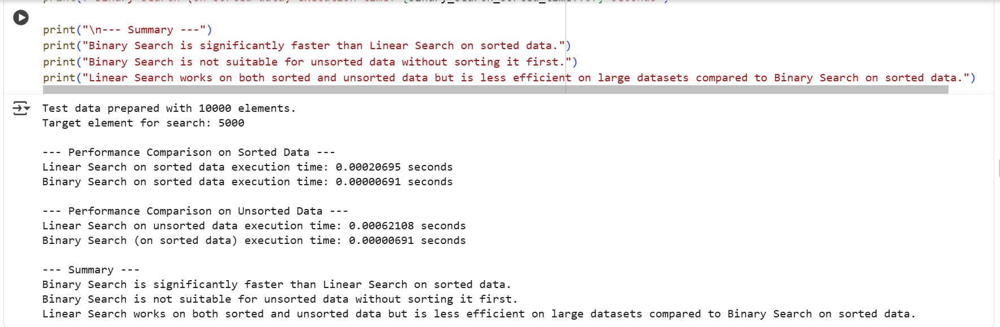 print("\n--- Summary ---")
print("Binary Search is significantly faster than Linear Search on sorted data.")
print("Binary Search is not suitable for unsorted data without sorting it first.")
print("Linear Search works on both sorted and unsorted data but is less efficient on large datasets compared to Binary Search on sorted data.")
Test data prepared with 10000 elements.
Target element for search: 5000
--- Performance Comparison on Sorted Data ---
Linear Search on sorted data execution time: 0.00020695 seconds
Binary Search on sorted data execution time: 0.00000691 seconds
--- Performance Comparison on Unsorted Data ---
Linear Search on unsorted data execution time: 0.00062108 seconds
Binary Search (on sorted data) execution time: 0.00000691 seconds
--- Summary ---
Binary Search is significantly faster than Linear Search on sorted data.
Binary Search is not suitable for unsorted data without sorting it first.
Linear Search works on both sorted and unsorted data but is less efficient on large datasets compared to Binary Search on sorted data.